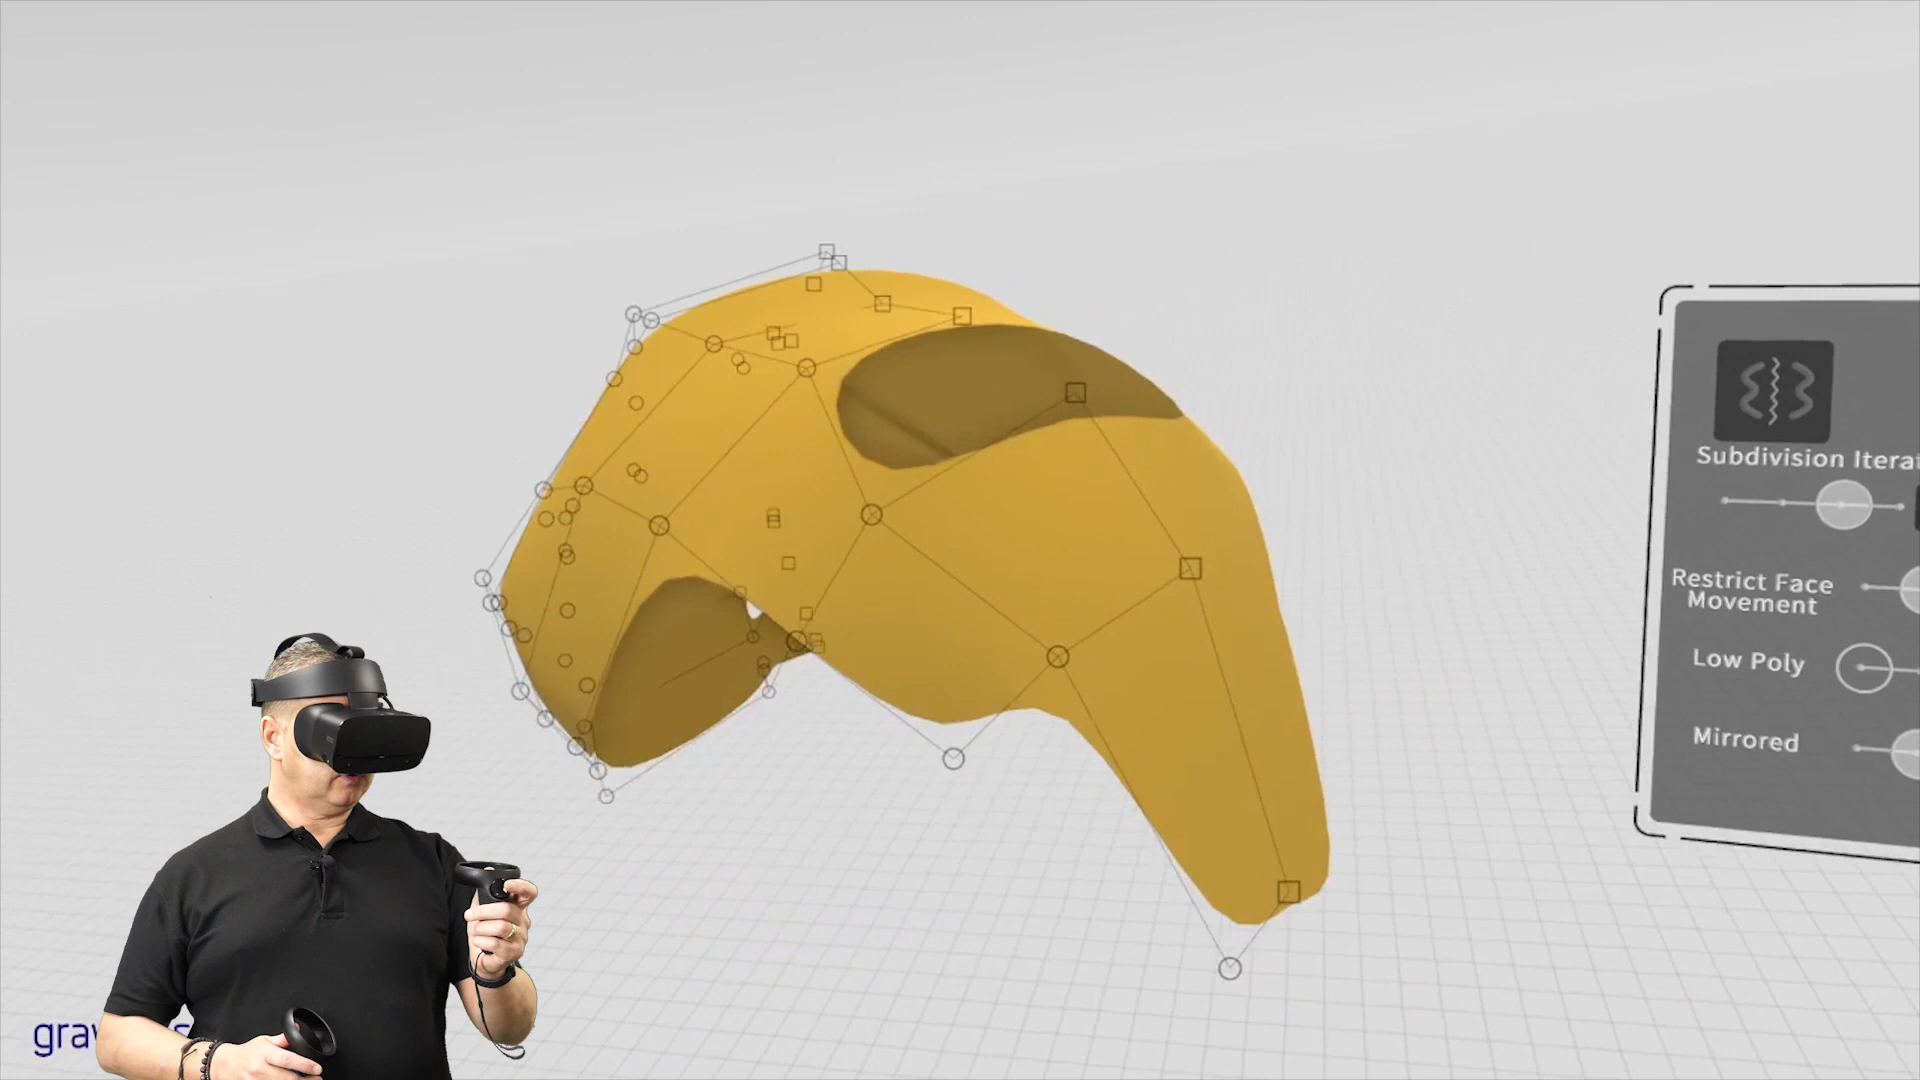 Subdivision Iterat
Restrict Face
Movement
Low Poly
Mirrored
grav s